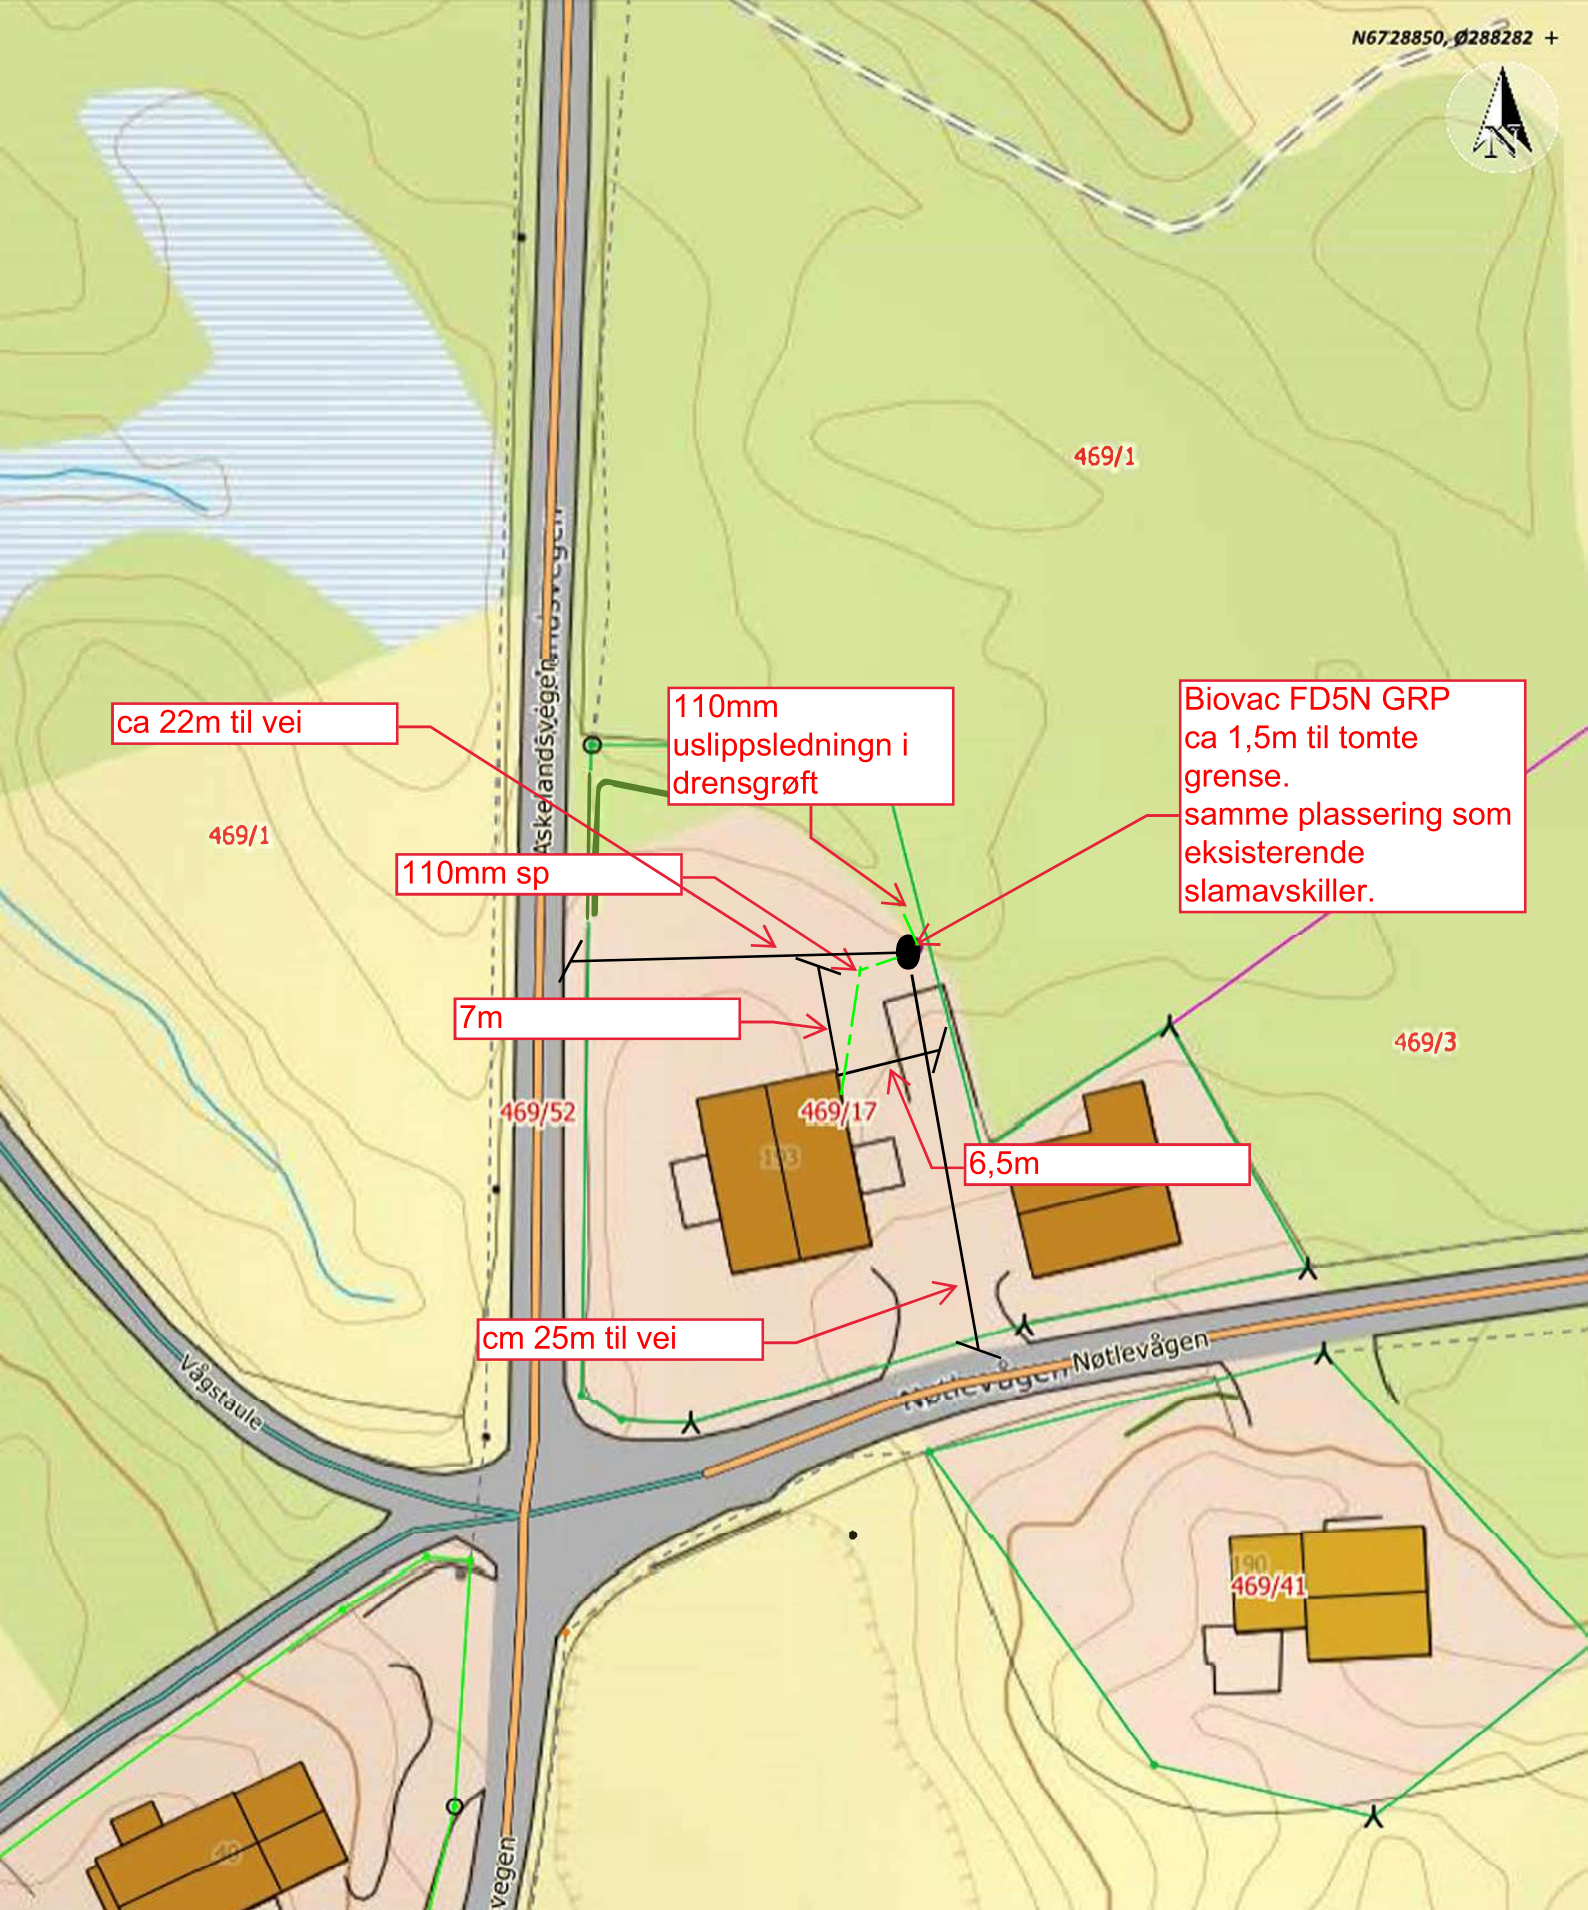 N6728850, Ø288282 +
N
469/1
Askelandsvegen
110mm
uslippsledningn i
drensgrøft
Biovac FD5N GRP
ca 1,5m til tomte
grense.
samme plassering som
eksisterende
slamavskiller.
ca 22m til vei
469/1
110mm sp
7m
469/3
469/52
469/17
193
6,5m
cm 25m til vei
Nøtlevågen
Nøtlevågen
Vågstaule
190
469/41
40
vegen